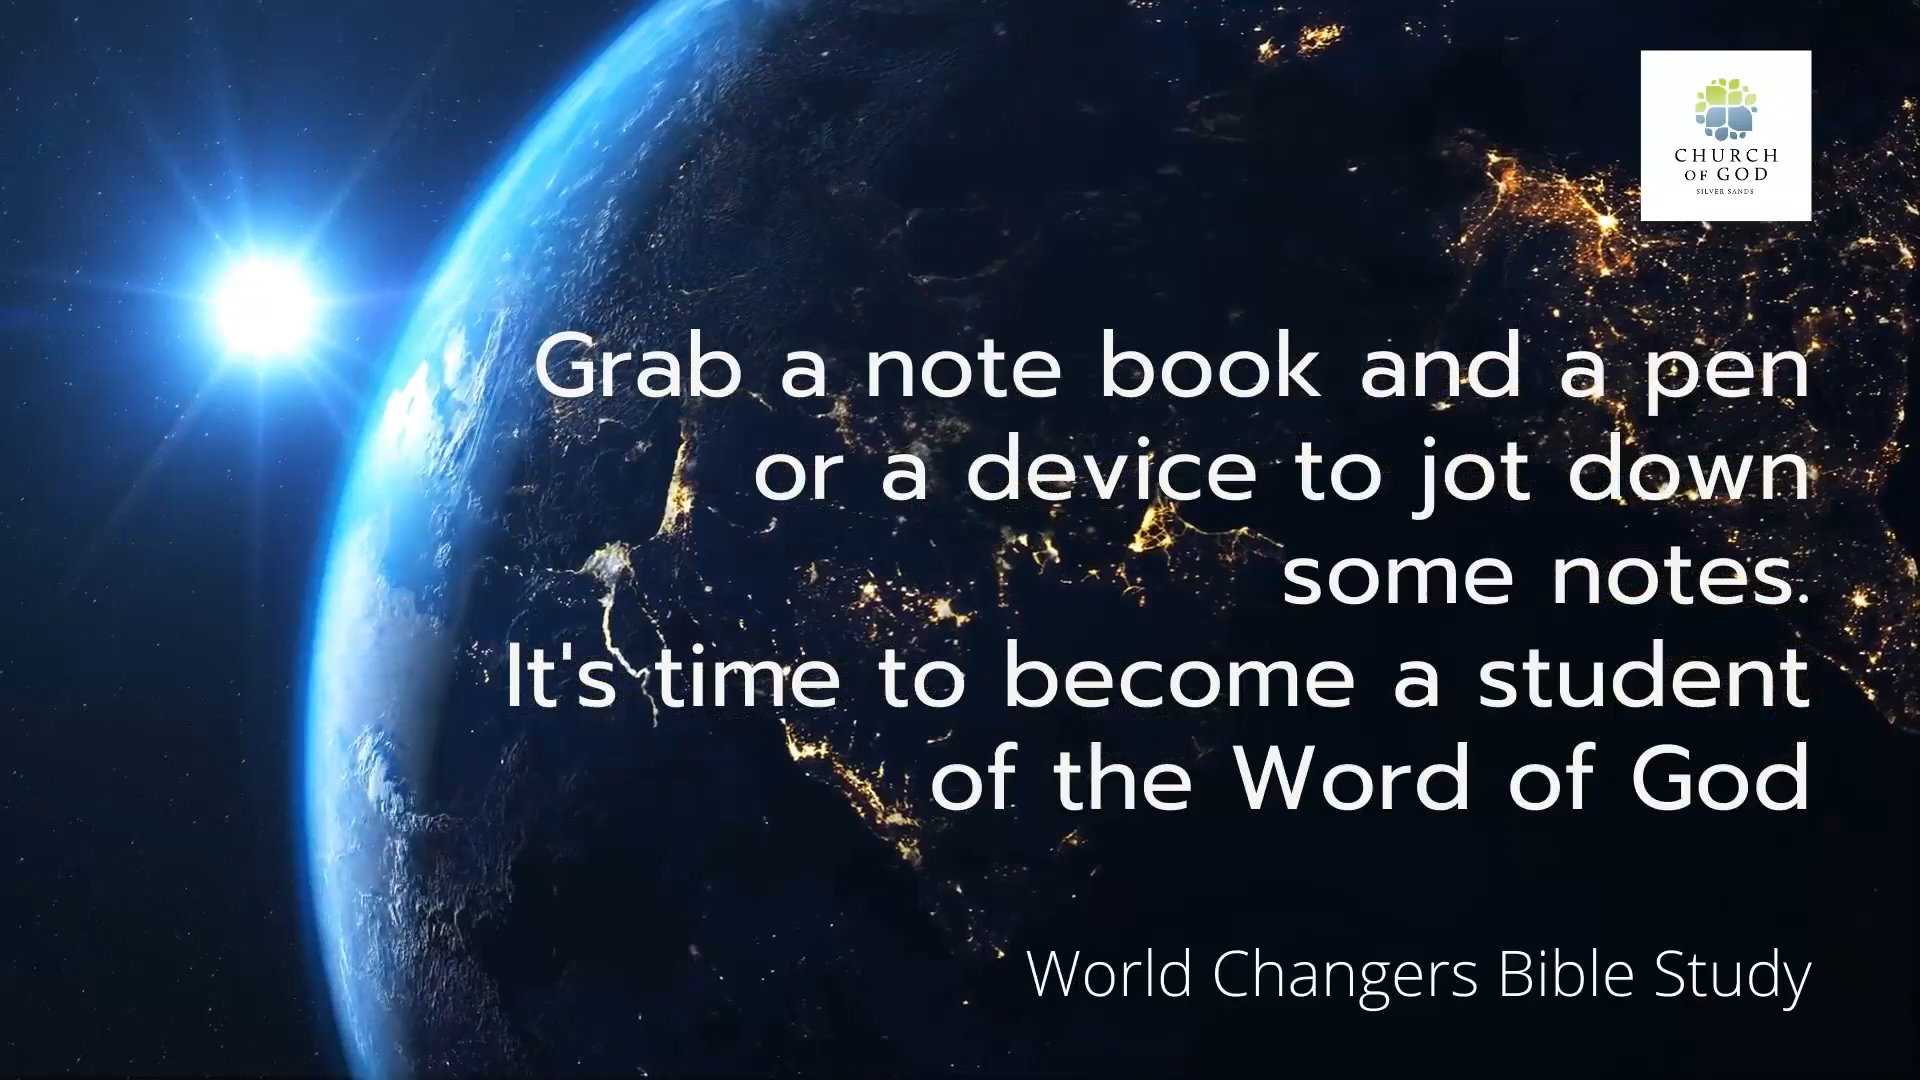 CHURCH
OF GOD
SILVER SANDS
Grab a note book and a pen
or a device to jot down
some notes.
It's time to become a student
of the Word of God
World Changers Bible Study